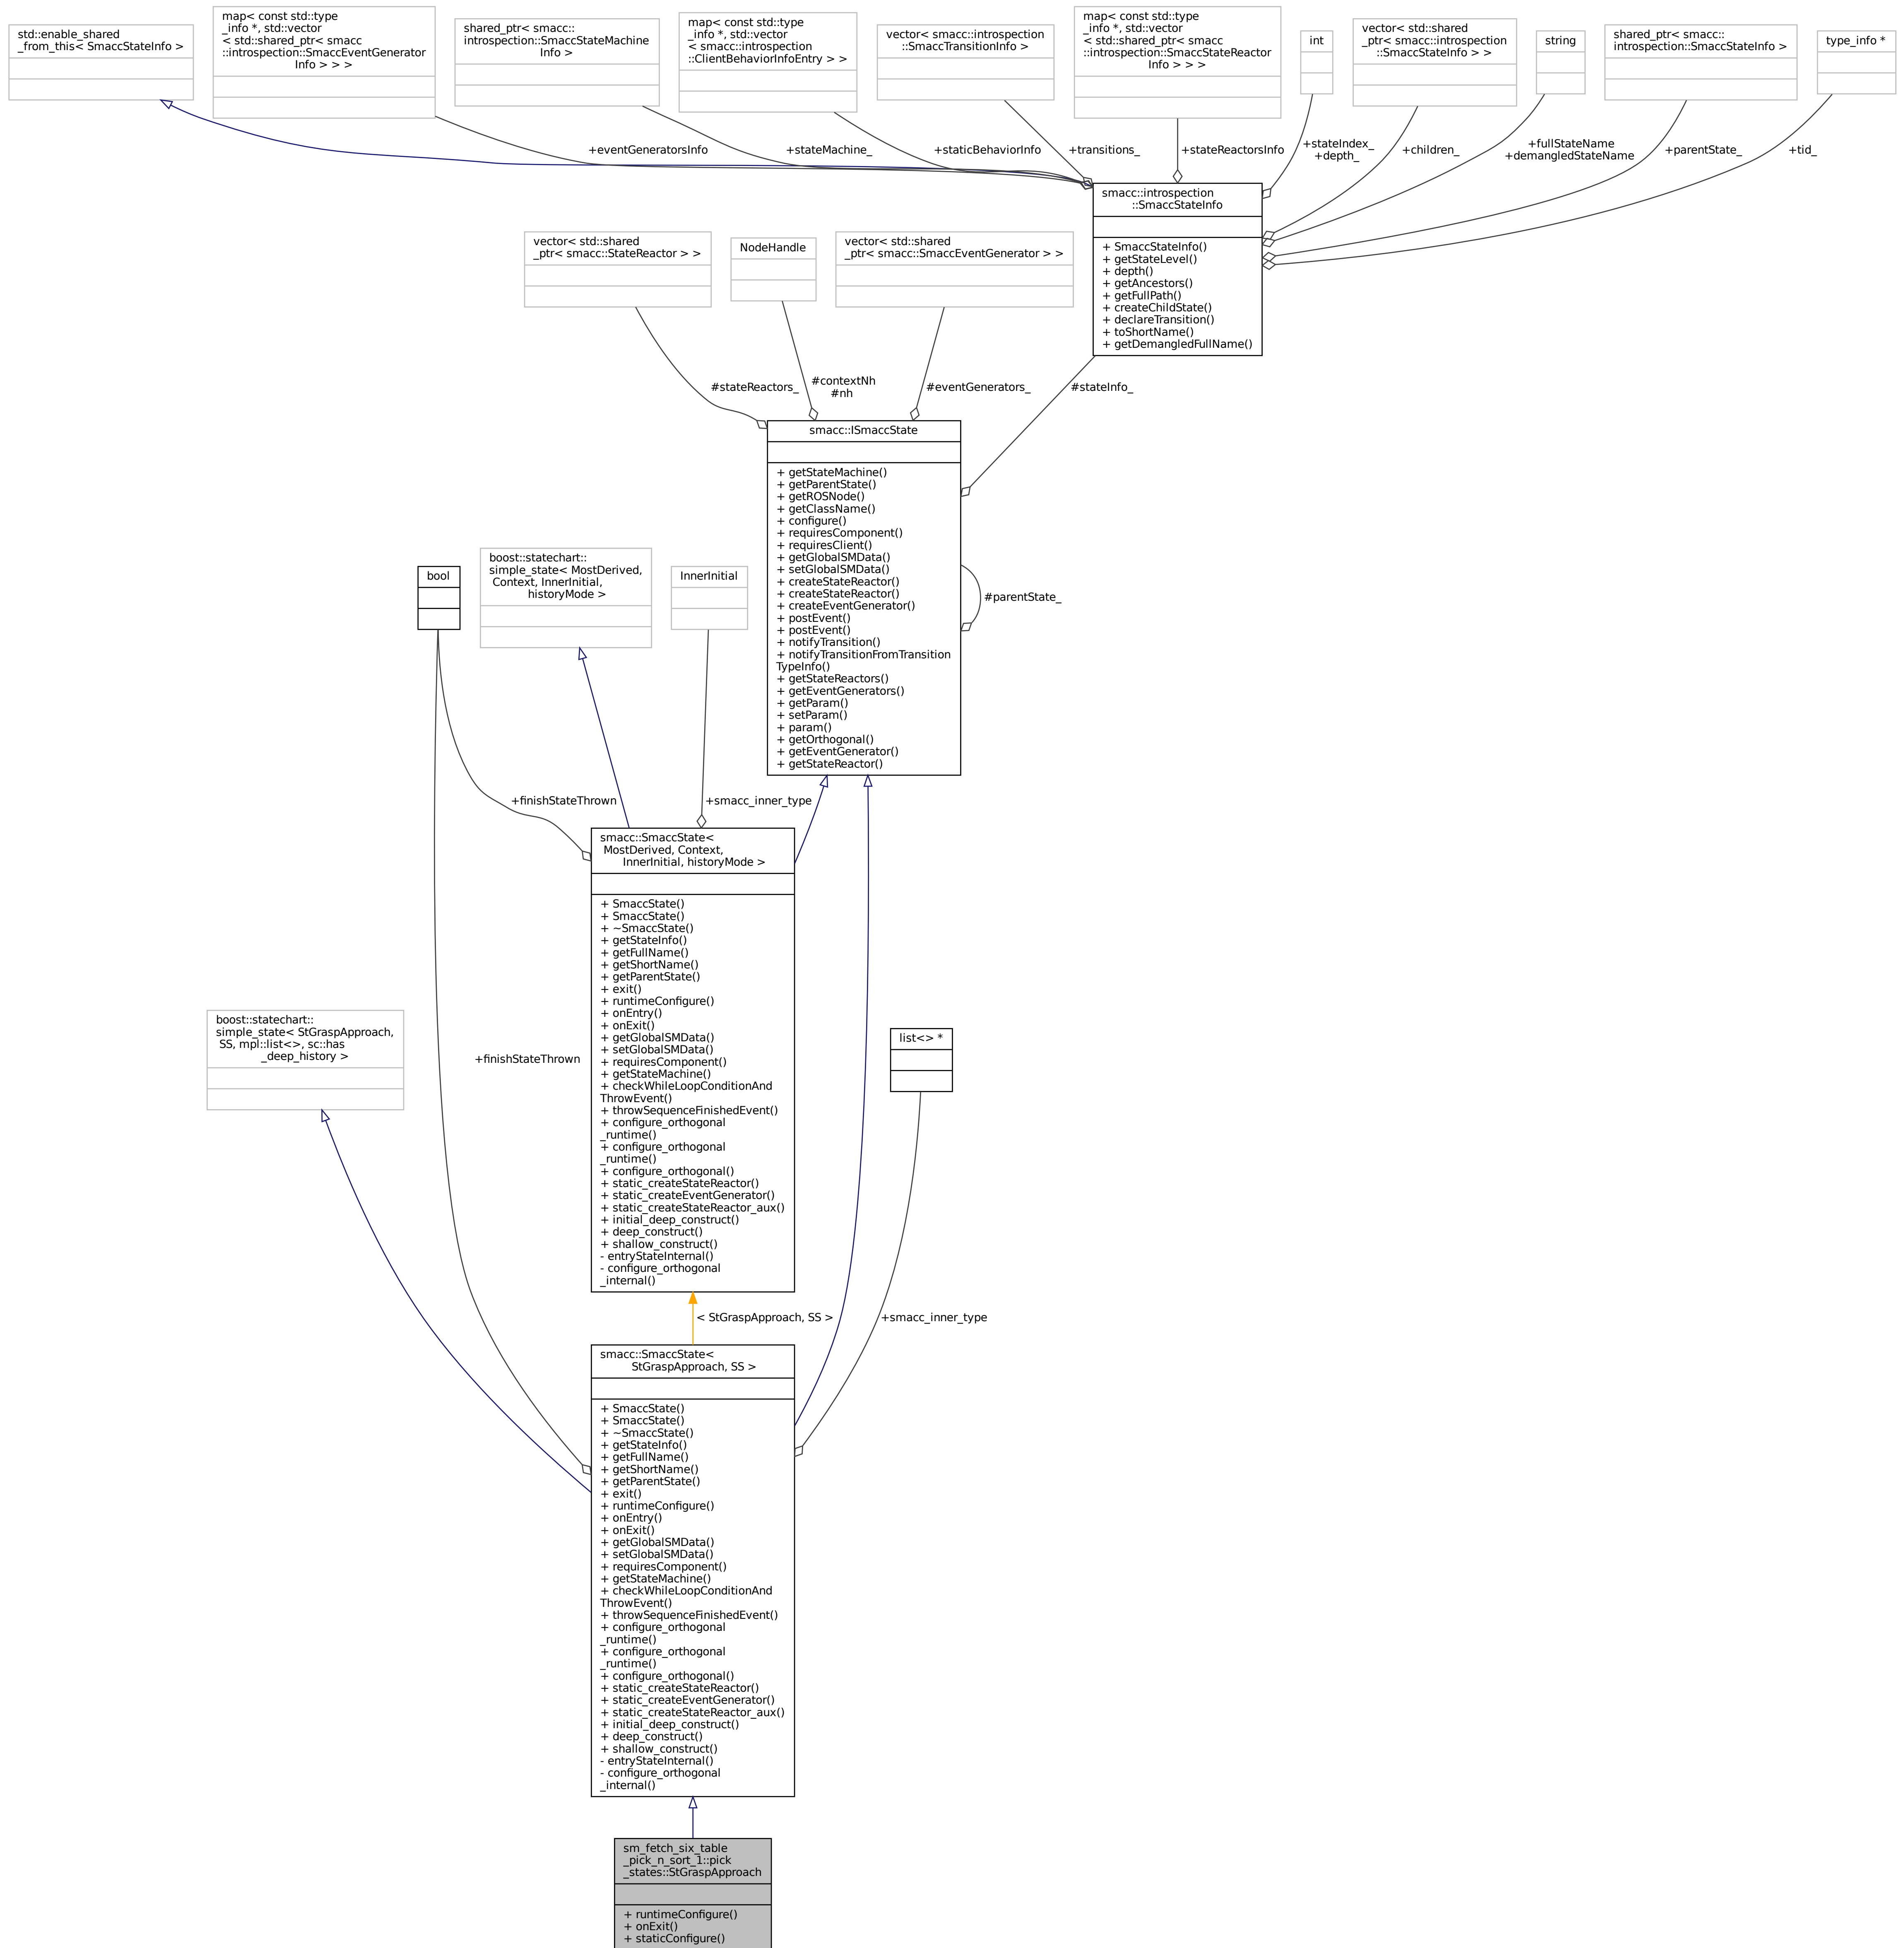 std::enable_shared
_from_this< SmaccStateInfo >
map< const std::type
_info *, std::vector
< std::shared_ptr< smacc
::introspection::SmaccEventGenerator
Info > > >
shared_ptr< smacc::
introspection::SmaccStateMachine
Info >
map< const std::type
_info *, std::vector
< smacc::introspection
::ClientBehaviorInfoEntry > >
vector< smacc::introspection
::SmaccTransitionInfo >
map< const std::type
_info *, std::vector
< std::shared_ptr< smacc
::introspection::SmaccStateReactor
Info > > >
int
vector< std::shared
_ptr< smacc::introspection
::SmaccStateInfo > >
string
shared_ptr< smacc::
introspection::SmaccStateInfo >
type_info *
+eventGeneratorsInfo
+stateMachine_
+staticBehaviorInfo
+transitions_
+stateReactorsInfo
+stateIndex_
+depth_
+children_
+fullStateName
+demangledStateName
+parentState_
+tid_
smacc::introspection
::SmaccStateInfo
+ SmaccStateInfo()
+ getStateLevel()
+ depth()
+ getAncestors()
+ getFullPath()
+ createChildState()
+ declareTransition()
+ toShortName()
+ getDemangledFullName()
vector< std::shared
_ptr< smacc::StateReactor > >
NodeHandle
vector< std::shared
_ptr< smacc::SmaccEventGenerator > >
#stateReactors_
#contextNh
#nh
#eventGenerators_
#stateInfo_
smacc::ISmaccState
+ getStateMachine()
+ getParentState()
+ getROSNode()
+ getClassName()
+ configure()
+ requiresComponent()
+ requiresClient()
+ getGlobalSMData()
+ setGlobalSMData()
+ createStateReactor()
+ createStateReactor()
+ createEventGenerator()
+ postEvent()
+ postEvent()
+ notifyTransition()
+ notifyTransitionFromTransition
TypeInfo()
+ getStateReactors()
+ getEventGenerators()
+ getParam()
+ setParam()
+ param()
+ getOrthogonal()
+ getEventGenerator()
+ getStateReactor()
#parentState_
bool
boost::statechart::
simple_state< MostDerived,
Context, InnerInitial,
historyMode >
InnerInitial
+finishStateThrown
+smacc_inner_type
smacc::SmaccState<
MostDerived, Context,
InnerInitial, historyMode >
+ SmaccState()
+ SmaccState()
+ ~SmaccState()
+ getStateInfo()
+ getFullName()
+ getShortName()
+ getParentState()
+ exit()
+ runtimeConfigure()
+ onEntry()
+ onExit()
+ getGlobalSMData()
+ setGlobalSMData()
+ requiresComponent()
+ getStateMachine()
+ checkWhileLoopConditionAnd
ThrowEvent()
+ throwSequenceFinishedEvent()
+ configure_orthogonal
_runtime()
+ configure_orthogonal
_runtime()
+ configure_orthogonal()
+ static_createStateReactor()
+ static_createEventGenerator()
+ static_createStateReactor_aux()
+ initial_deep_construct()
+ deep_construct()
+ shallow_construct()
- entryStateInternal()
- configure_orthogonal
_internal()
boost::statechart::
simple_state< StGraspApproach,
SS, mpl::list<>, sc::has
_deep_history >
+finishStateThrown
list<> *
< StGraspApproach, SS >
+smacc_inner_type
smacc::SmaccState<
StGraspApproach, SS >
+ SmaccState()
+ SmaccState()
+ ~SmaccState()
+ getStateInfo()
+ getFullName()
+ getShortName()
+ getParentState()
+ exit()
+ runtimeConfigure()
+ onEntry()
+ onExit()
+ getGlobalSMData()
+ setGlobalSMData()
+ requiresComponent()
+ getStateMachine()
+ checkWhileLoopConditionAnd
ThrowEvent()
+ throwSequenceFinishedEvent()
+ configure_orthogonal
_runtime()
+ configure_orthogonal
_runtime()
+ configure_orthogonal()
+ static_createStateReactor()
+ static_createEventGenerator()
+ static_createStateReactor_aux()
+ initial_deep_construct()
+ deep_construct()
+ shallow_construct()
- entryStateInternal()
- configure_orthogonal
_internal()
sm_fetch_six_table
_pick_n_sort_1::pick
_states::StGraspApproach
+ runtimeConfigure()
+ onExit()
+ staticConfigure()